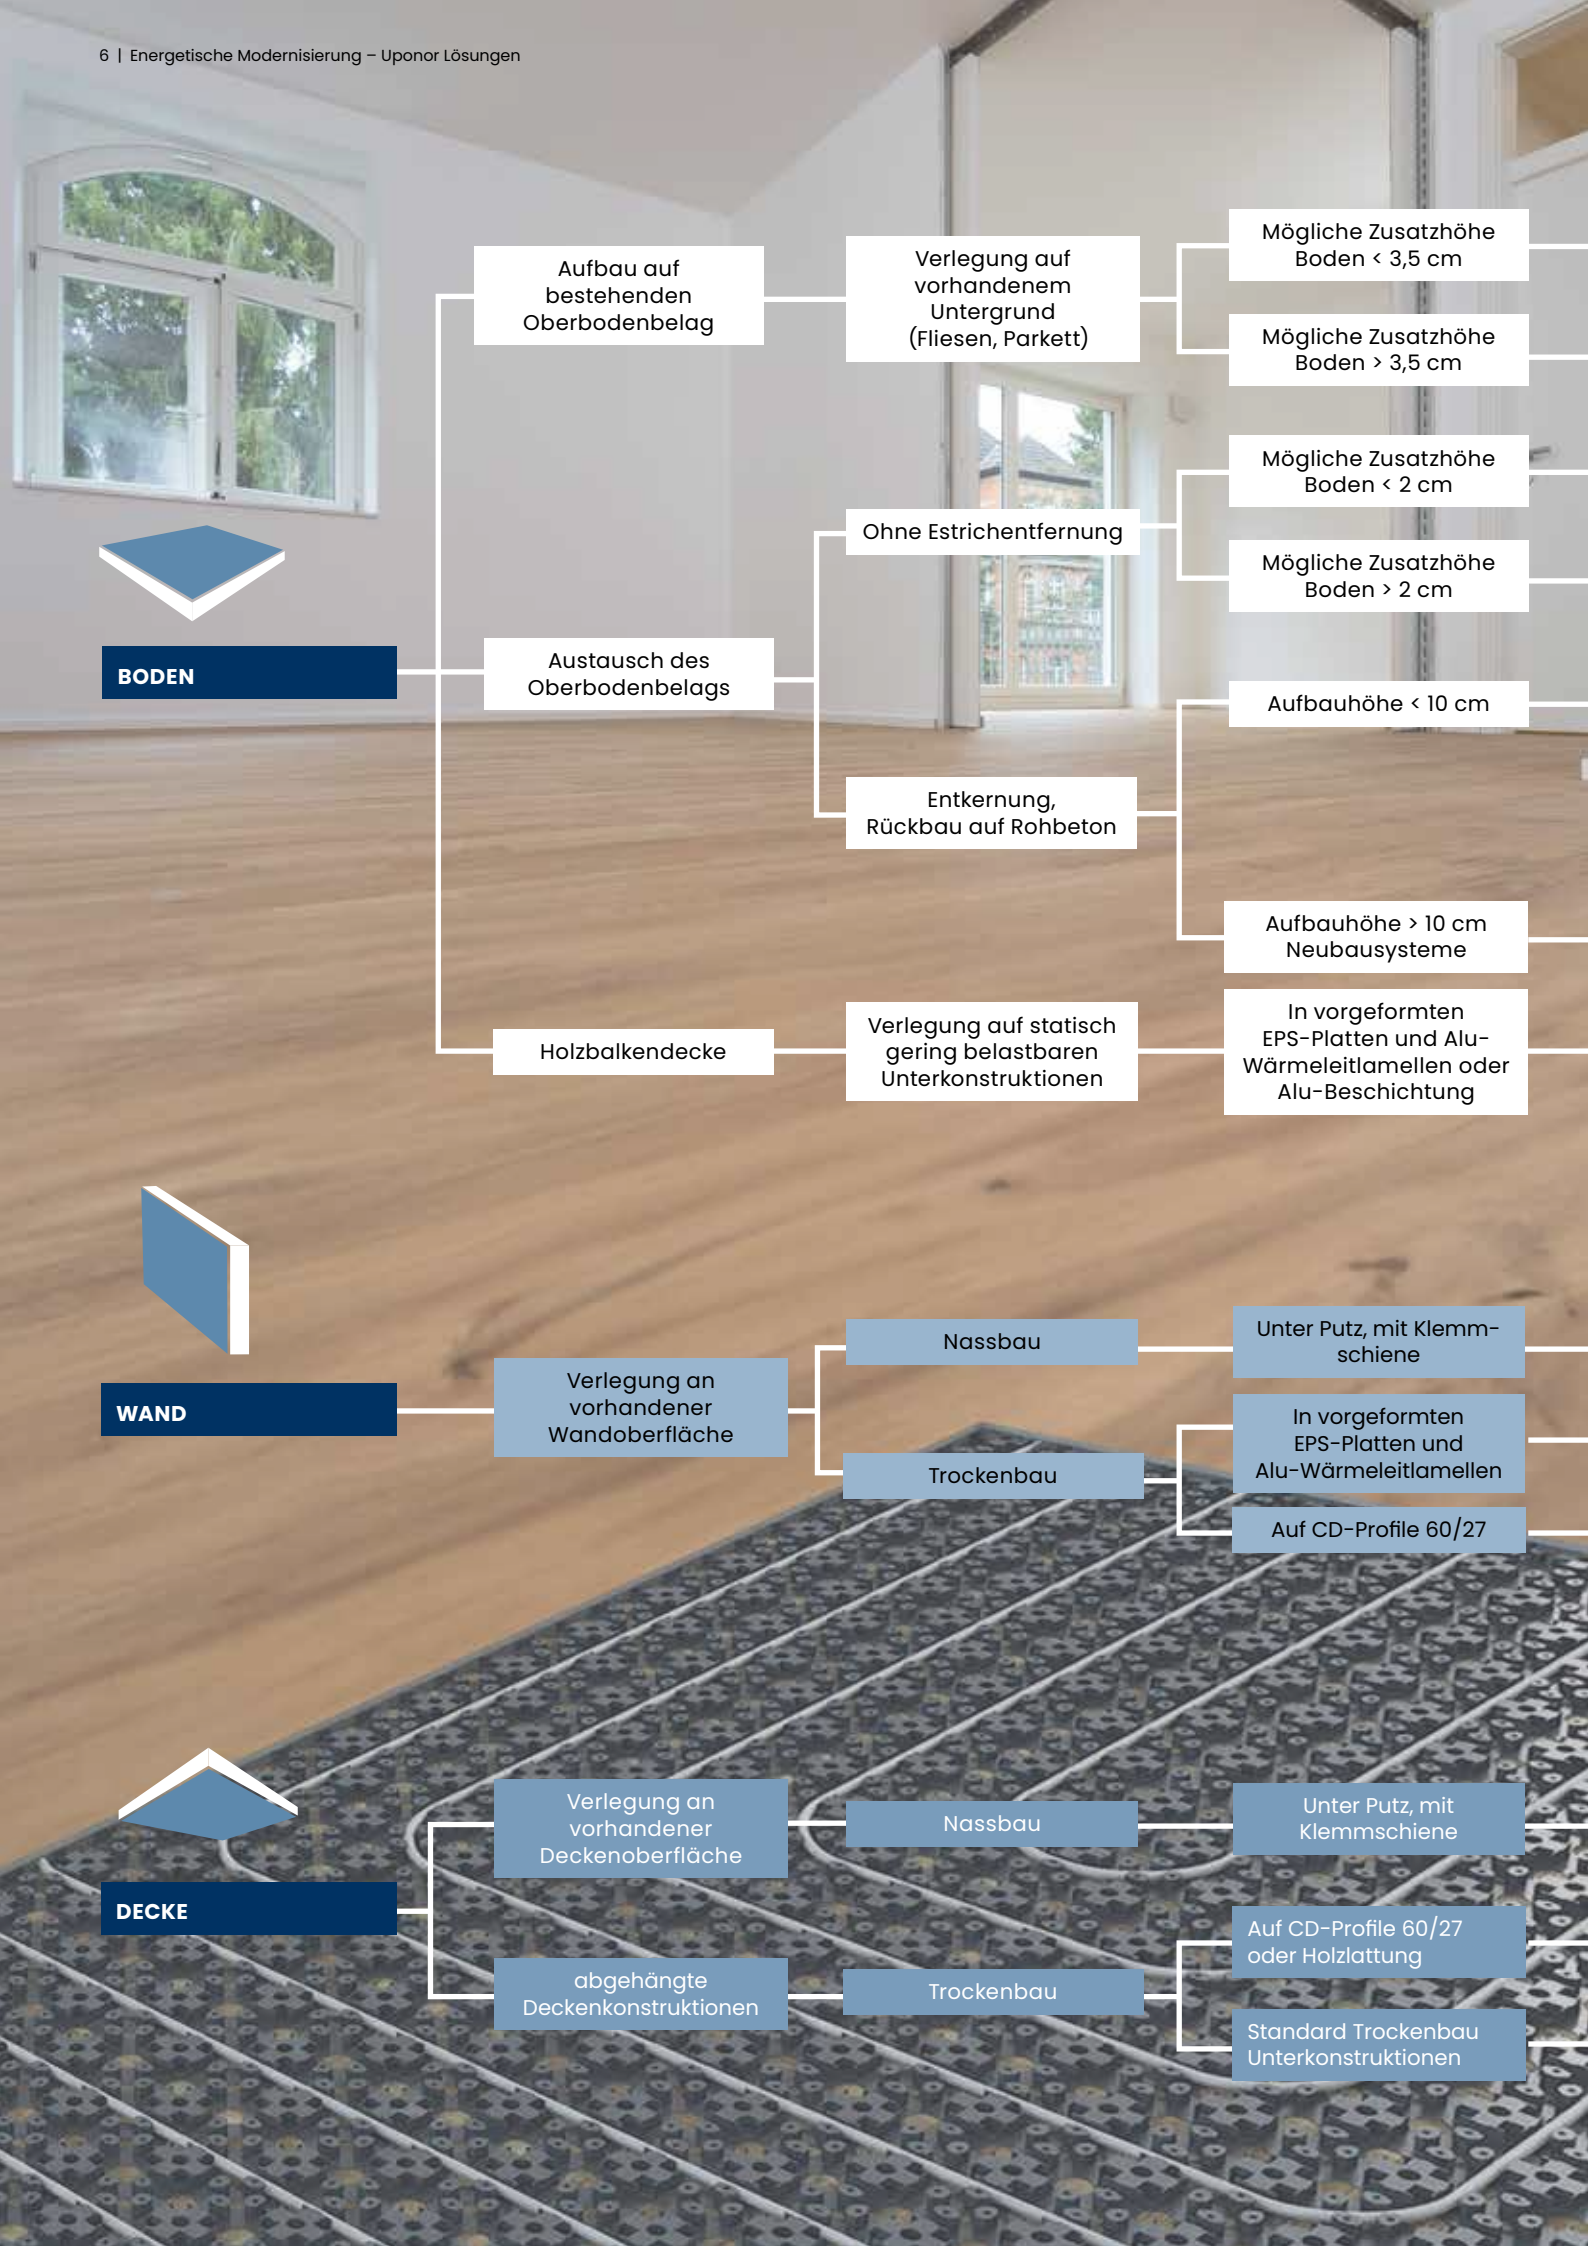 6 | Energetische Modernisierung – Uponor Lösungen
Aufbau auf
bestehenden
Oberbodenbelag
Verlegung auf
vorhandenem
Untergrund
(Fliesen, Parkett)
Mögliche Zusatzhöhe
Boden < 3,5 cm
Mögliche Zusatzhöhe
Boden > 3,5 cm
Mögliche Zusatzhöhe
Boden < 2 cm
Ohne Estrichentfernung
Mögliche Zusatzhöhe
Boden > 2 cm
BODEN
Austausch des
Oberbodenbelags
Aufbauhöhe < 10 cm
Entkernung,
Rückbau auf Rohbeton
Aufbauhöhe > 10 cm
Neubausysteme
Holzbalkendecke
Verlegung auf statisch
gering belastbaren
Unterkonstruktionen
In vorgeformten
EPS-Platten und Alu-
Wärmeleitlamellen oder
Alu-Beschichtung
WAND
Verlegung an
vorhandener
Wandoberfläche
Nassbau
Unter Putz, mit Klemm-
schiene
Trockenbau
In vorgeformten
EPS-Platten und
Alu-Wärmeleitlamellen
Auf CD-Profile 60/27
DECKE
Verlegung an
vorhandener
Deckenoberfläche
Nassbau
Unter Putz, mit
Klemmschiene
abgehängte
Deckenkonstruktionen
Trockenbau
Auf CD-Profile 60/27
oder Holzlattung
Standard Trockenbau
Unterkonstruktionen